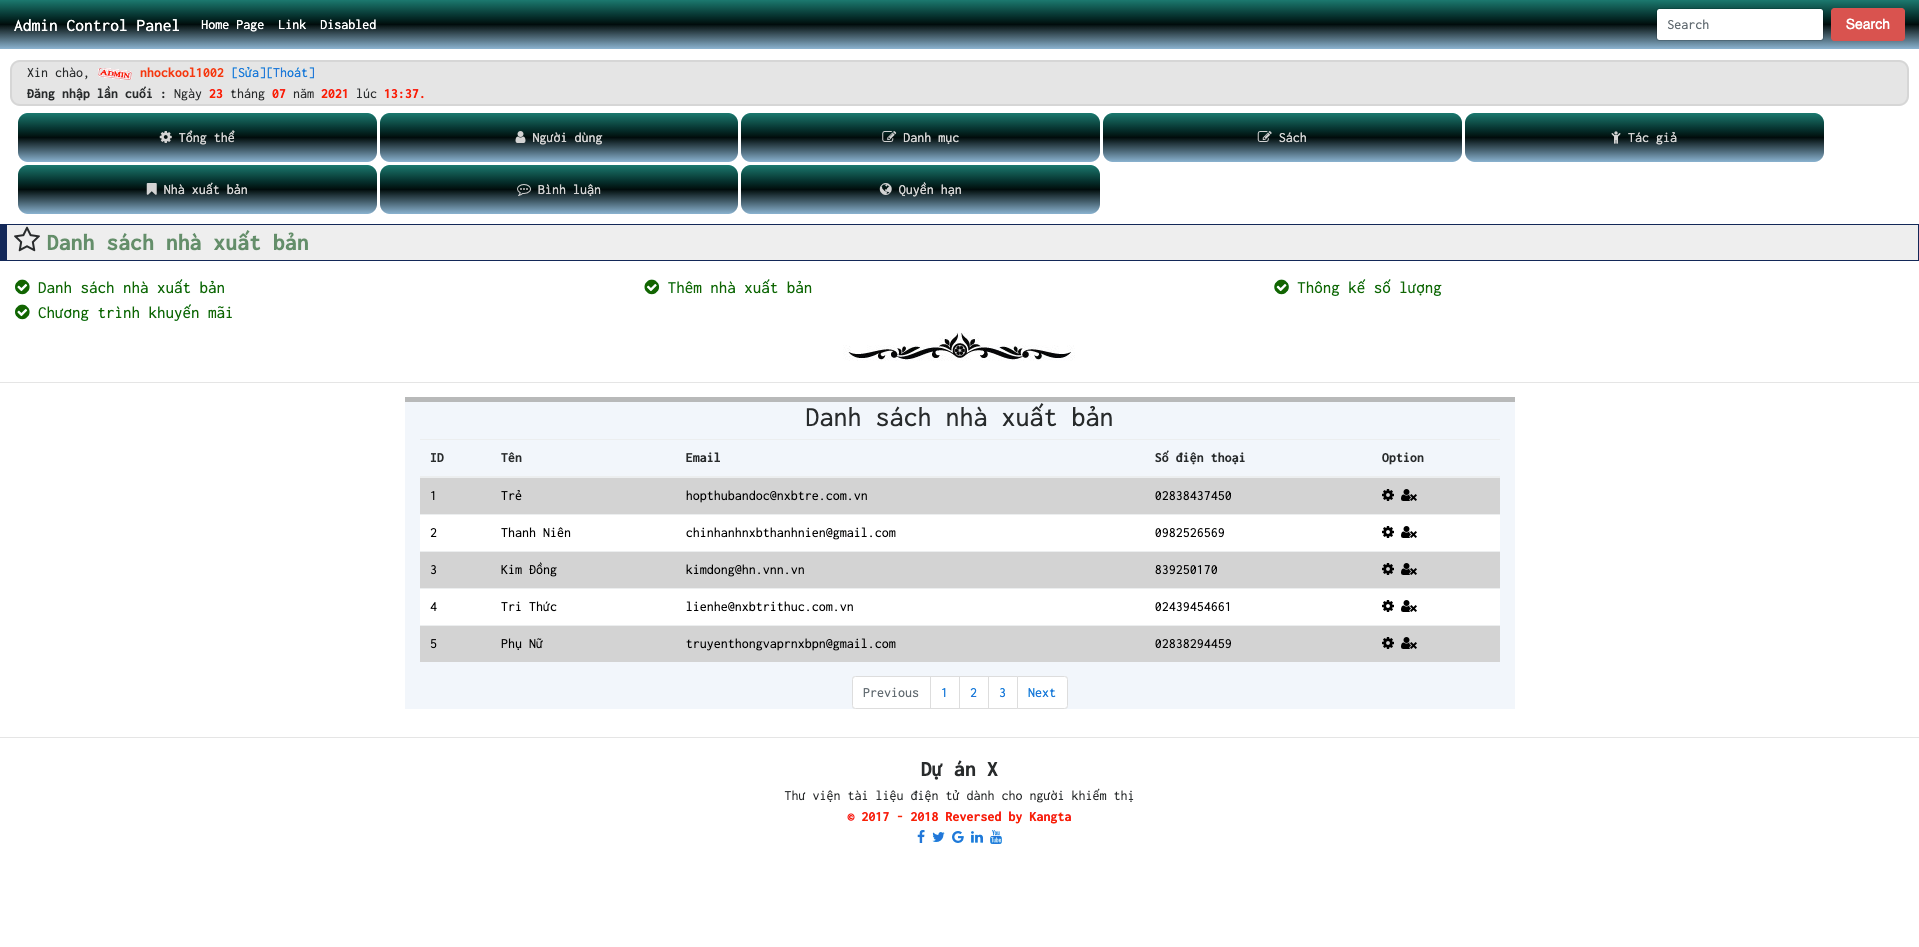 Admin Control Panel Home Page Link Disabled Search Search
Xin chào, ADMIN nhockool1002 [Sửa][Thoát]
Đăng nhập lần cuối : Ngày 23 tháng 07 năm 2021 lúc 13:37.
Tổng thể Người dùng Danh mục Sách Tác giả
Nhà xuất bản Bình luận Quyền hạn
Danh sách nhà xuất bản
Danh sách nhà xuất bản Thêm nhà xuất bản Thông kế số lượng
Chương trình khuyến mãi
Danh sách nhà xuất bản
ID Tên Email Số điện thoại Option
1 Trẻ hopthubandoc@nxbtre.com.vn 02838437450
2 Thanh Niên chinhanhnxbthanhnien@gmail.com 0982526569
3 Kim Đồng kimdong@hn.vnn.vn 839250170
4 Tri Thức lienhe@nxbtrithuc.com.vn 02439454661
5 Phụ Nữ truyenthongvaprnxbpn@gmail.com 02838294459
Previous 1 2 3 Next
Dự án X
Thư viện tài liệu điện tử dành cho người khiếm thị
© 2017 - 2018 Reversed by Kangta